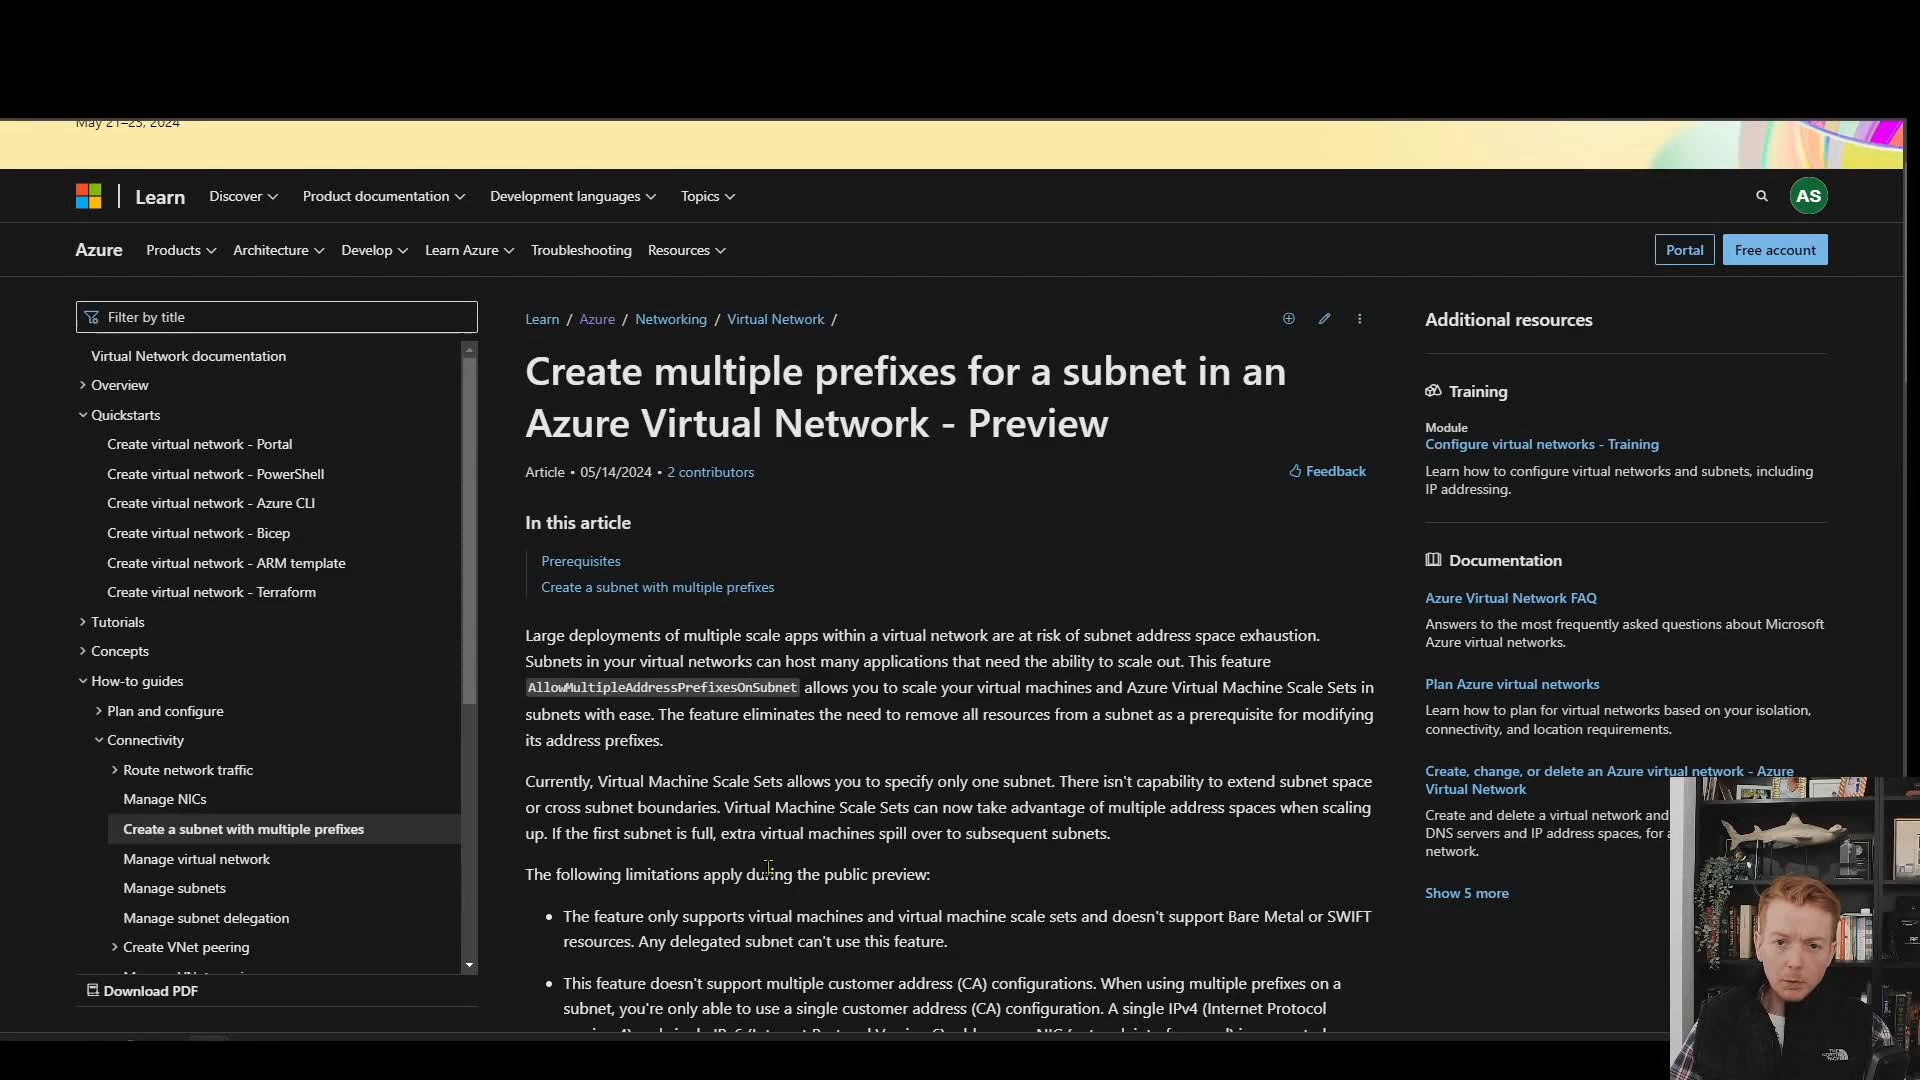 May 21–23, 2024
Learn Discover Product documentation Development languages Topics AS
Azure Products Architecture Develop Learn Azure Troubleshooting Resources Portal Free account
Filter by title
Virtual Network documentation
Overview
Quickstarts
Create virtual network - Portal
Create virtual network - PowerShell
Create virtual network - Azure CLI
Create virtual network - Bicep
Create virtual network - ARM template
Create virtual network - Terraform
Tutorials
Concepts
How-to guides
Plan and configure
Connectivity
Route network traffic
Manage NICs
Create a subnet with multiple prefixes
Manage virtual network
Manage subnets
Manage subnet delegation
Create VNet peering
Download PDF
Learn / Azure / Networking / Virtual Network /
Create multiple prefixes for a subnet in an
Azure Virtual Network - Preview
Article • 05/14/2024 • 2 contributors
Feedback
In this article
Prerequisites
Create a subnet with multiple prefixes
Large deployments of multiple scale apps within a virtual network are at risk of subnet address space exhaustion.
Subnets in your virtual networks can host many applications that need the ability to scale out. This feature
AllowMultipleAddressPrefixesOnSubnet allows you to scale your virtual machines and Azure Virtual Machine Scale Sets in
subnets with ease. The feature eliminates the need to remove all resources from a subnet as a prerequisite for modifying
its address prefixes.
Currently, Virtual Machine Scale Sets allows you to specify only one subnet. There isn't capability to extend subnet space
or cross subnet boundaries. Virtual Machine Scale Sets can now take advantage of multiple address spaces when scaling
up. If the first subnet is full, extra virtual machines spill over to subsequent subnets.
The following limitations apply during the public preview:
• The feature only supports virtual machines and virtual machine scale sets and doesn't support Bare Metal or SWIFT
resources. Any delegated subnet can't use this feature.
• This feature doesn't support multiple customer address (CA) configurations. When using multiple prefixes on a
subnet, you're only able to use a single customer address (CA) configuration. A single IPv4 (Internet Protocol
Additional resources
Training
Module
Configure virtual networks - Training
Learn how to configure virtual networks and subnets, including
IP addressing.
Documentation
Azure Virtual Network FAQ
Answers to the most frequently asked questions about Microsoft
Azure virtual networks.
Plan Azure virtual networks
Learn how to plan for virtual networks based on your isolation,
connectivity, and location requirements.
Create, change, or delete an Azure virtual network - Azure
Virtual Network
Create and delete a virtual network and
DNS servers and IP address spaces, for a
network.
Show 5 more